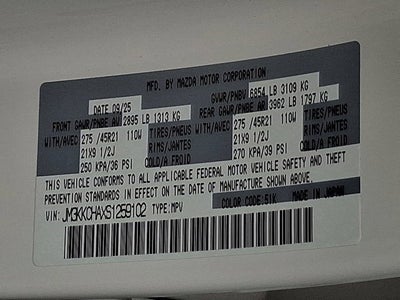 MFD. BY MAZDA MOTOR CORPORATION
DATE 09/25 GVWR/PNBV 6854 LB 3109 KG
FRONT GAWR/PNBE AV 2895 LB 1313 KG REAR GAWR/PNBE AR 3962 LB 1797 KG
WITH/AVEC 275 /45R21 110W TIRES/PNEUS WITH/AVEC 275 /45R21 110W TIRES/PNEUS
21X9 1/2J RIMS/JANTES 21X9 1/2J RIMS/JANTES
250 KPA/36 PSI COLD/A FROID 270 KPA/39 PSI COLD/A FROID
THIS VEHICLE CONFORMS TO ALL APPLICABLE FEDERAL MOTOR VEHICLE SAFETY AND THEFT
PREVENTION STANDARDS IN EFFECT ON THE DATE OF MANUFACTURE SHOWN ABOVE.
VIN: JM3KKCHAXS1259102 TYPE:MPV COLOR CODE:51K MADE IN JAPAN